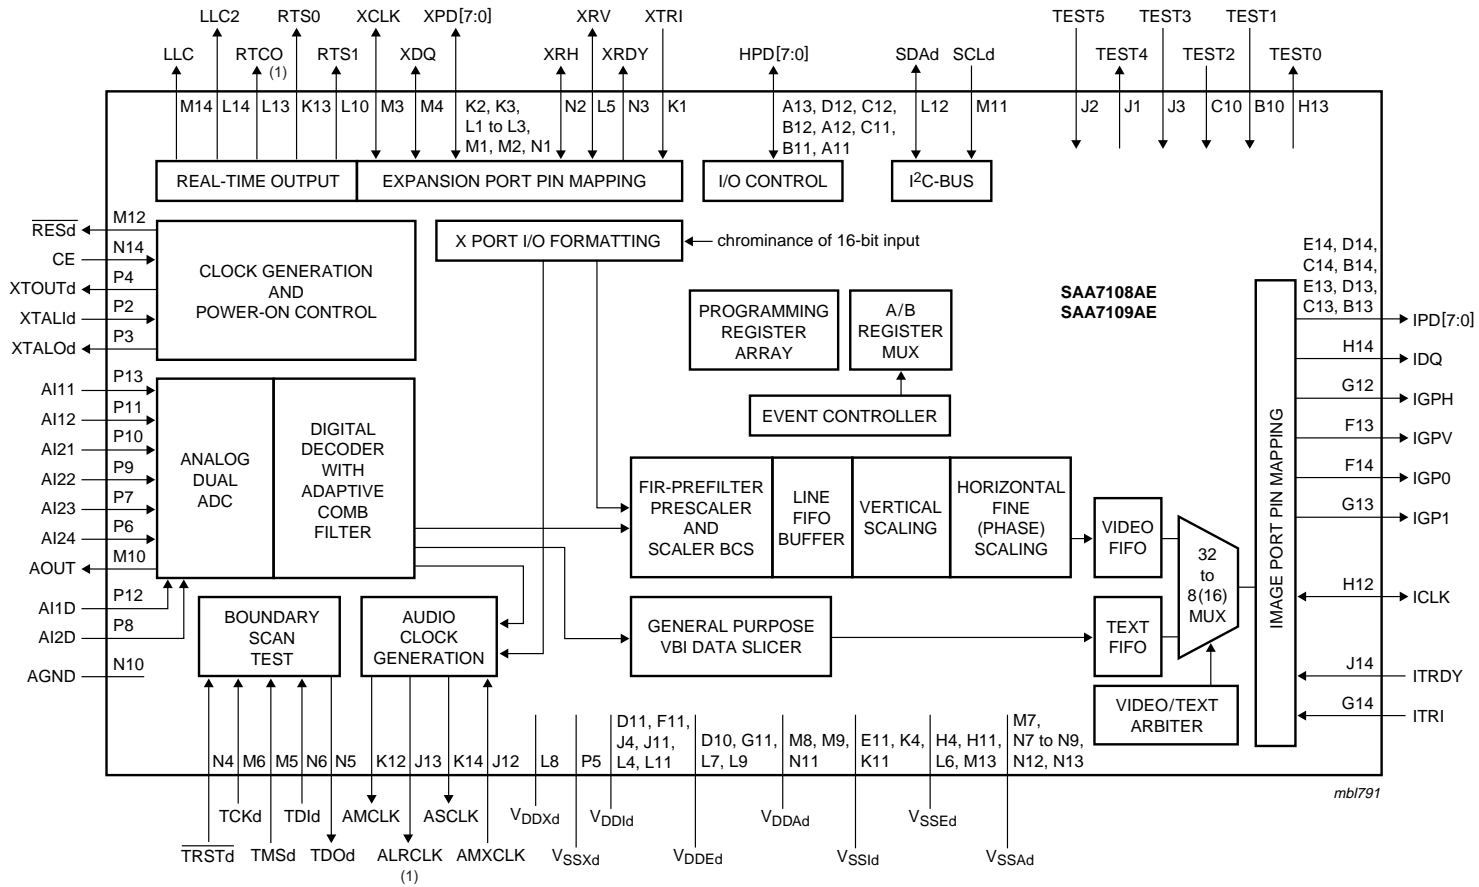 LLC2 RTS0 XCLK XPD[7:0] XRV XTRI TEST5 TEST3 TEST1
LLC RTCO RTS1 XDQ XRH XRDY HPD[7:0] SDAd SCLd TEST4 TEST2 TEST0
(1)
M14 L14 L13 K13 L10 M3 M4 K2, K3, N2 L5 N3 K1 A13, D12, C12, L12 M11 J2 J1 J3 C10 B10 H13
L1 to L3, B12, A12, C11,
M1, M2, N1 B11, A11
REAL-TIME OUTPUT EXPANSION PORT PIN MAPPING I/O CONTROL I2C-BUS
RESd M12
CE N14
XTOUTd P4
XTALId P2
XTALOd P3
CLOCK GENERATION
AND
POWER-ON CONTROL
X PORT I/O FORMATTING chrominance of 16-bit input
PROGRAMMING
REGISTER
ARRAY
A/B
REGISTER
MUX
EVENT CONTROLLER
SAA7108AE
SAA7109AE
E14, D14,
C14, B14,
E13, D13,
C13, B13
IPD[7:0]
H14 IDQ
G12 IGPH
F13 IGPV
F14 IGP0
G13 IGP1
H12 ICLK
J14 ITRDY
G14 ITRI
IMAGE PORT PIN MAPPING
AI11 P13
AI12 P11
AI21 P10
AI22 P9
AI23 P7
AI24 P6
AOUT M10
AI1D P12
AI2D P8
AGND N10
ANALOG
DUAL
ADC
DIGITAL
DECODER
WITH
ADAPTIVE
COMB
FILTER
FIR-PREFILTER
PRESCALER
AND
SCALER BCS
LINE
FIFO
BUFFER
VERTICAL
SCALING
HORIZONTAL
FINE
(PHASE)
SCALING
VIDEO
FIFO
32
to
8(16)
MUX
BOUNDARY
SCAN
TEST
AUDIO
CLOCK
GENERATION
GENERAL PURPOSE
VBI DATA SLICER
TEXT
FIFO
VIDEO/TEXT
ARBITER
D11, F11, M7,
J4, J11, D10, G11, M8, M9, E11, K4, H4, H11, N7 to N9,
N4 M6 M5 N6 N5 K12 J13 K14 J12 L8 P5 L4, L11 L7, L9 N11 K11 L6, M13 N12, N13
mbl791
TCKd TDId AMCLK ASCLK VDDXd VDDId VDDAd VSSEd
TRSTd TMSd TDOd ALRCLK AMXCLK VSSXd VDDEd VSSId VSSAd
(1)